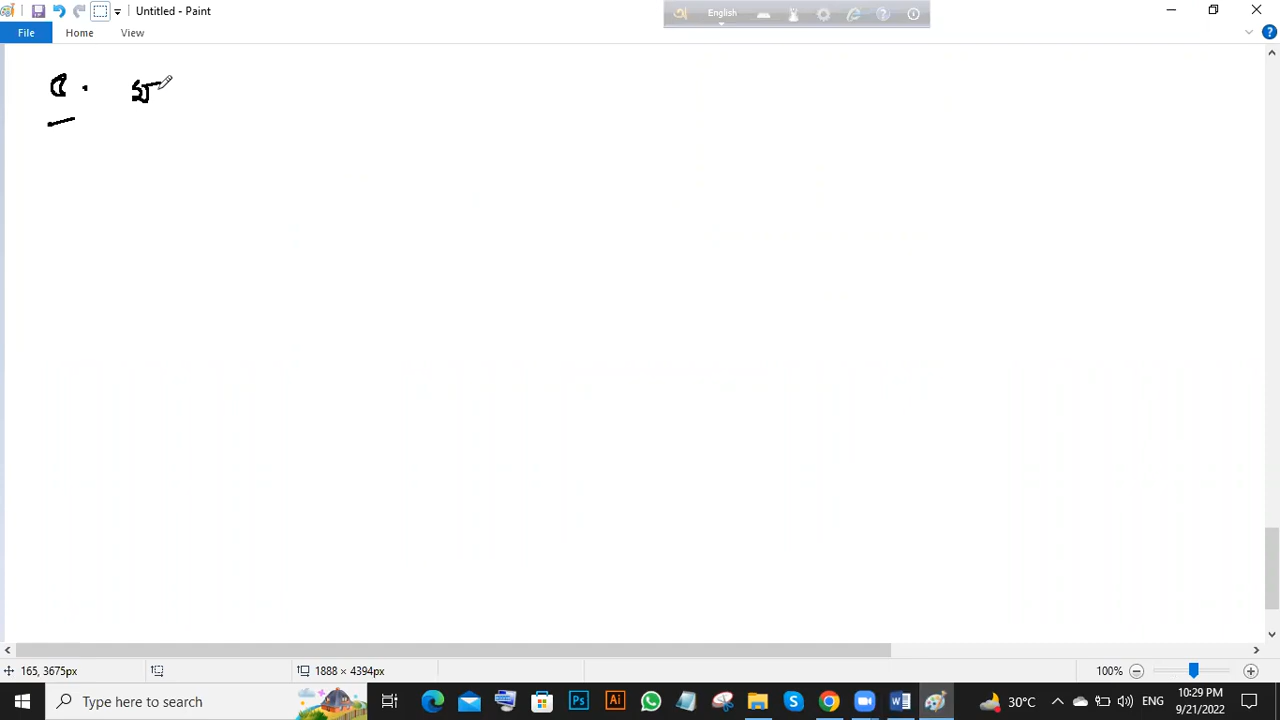 Untitled - Paint
অ English
File Home View
৫.
165, 3675px 1888 × 4394px 100%
Type here to search 30°C ENG 10:29 PM
9/21/2022